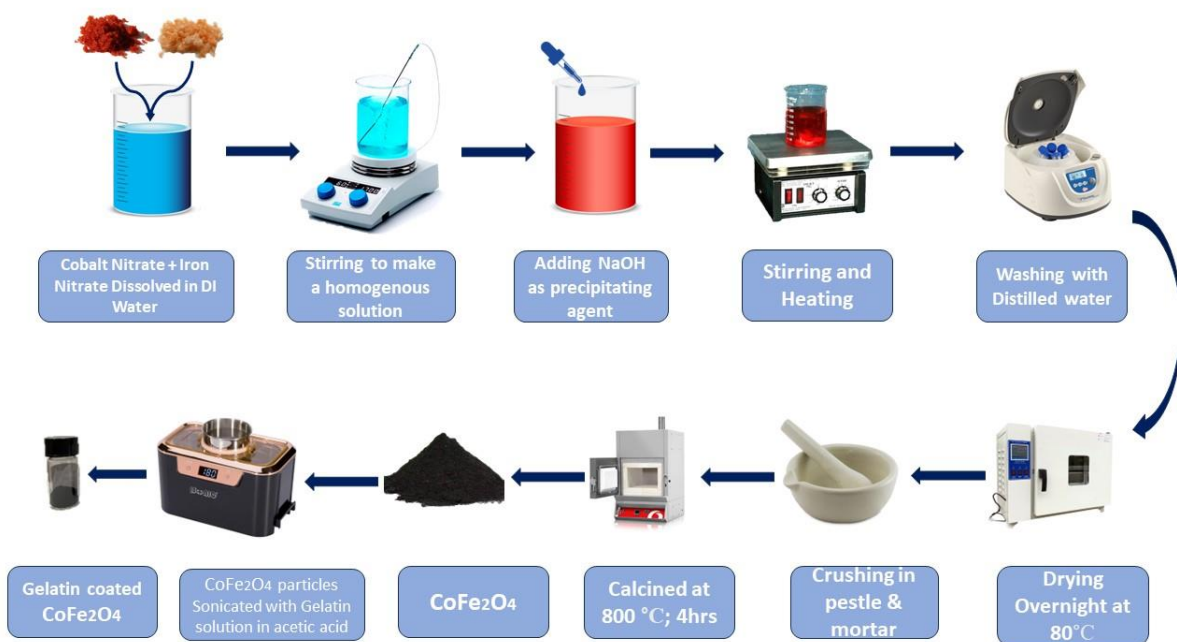 Cobalt Nitrate + Iron
Nitrate Dissolved in DI
Water
Stirring to make
a homogenous
solution
Adding NaOH
as precipitating
agent
Stirring and
Heating
Washing with
Distilled water
Gelatin coated
CoFe2O4
CoFe2O4 particles
Sonicated with Gelatin
solution in acetic acid
CoFe2O4
Calcined at
800 °C; 4hrs
Crushing in
pestle &
mortar
Drying
Overnight at
80°C